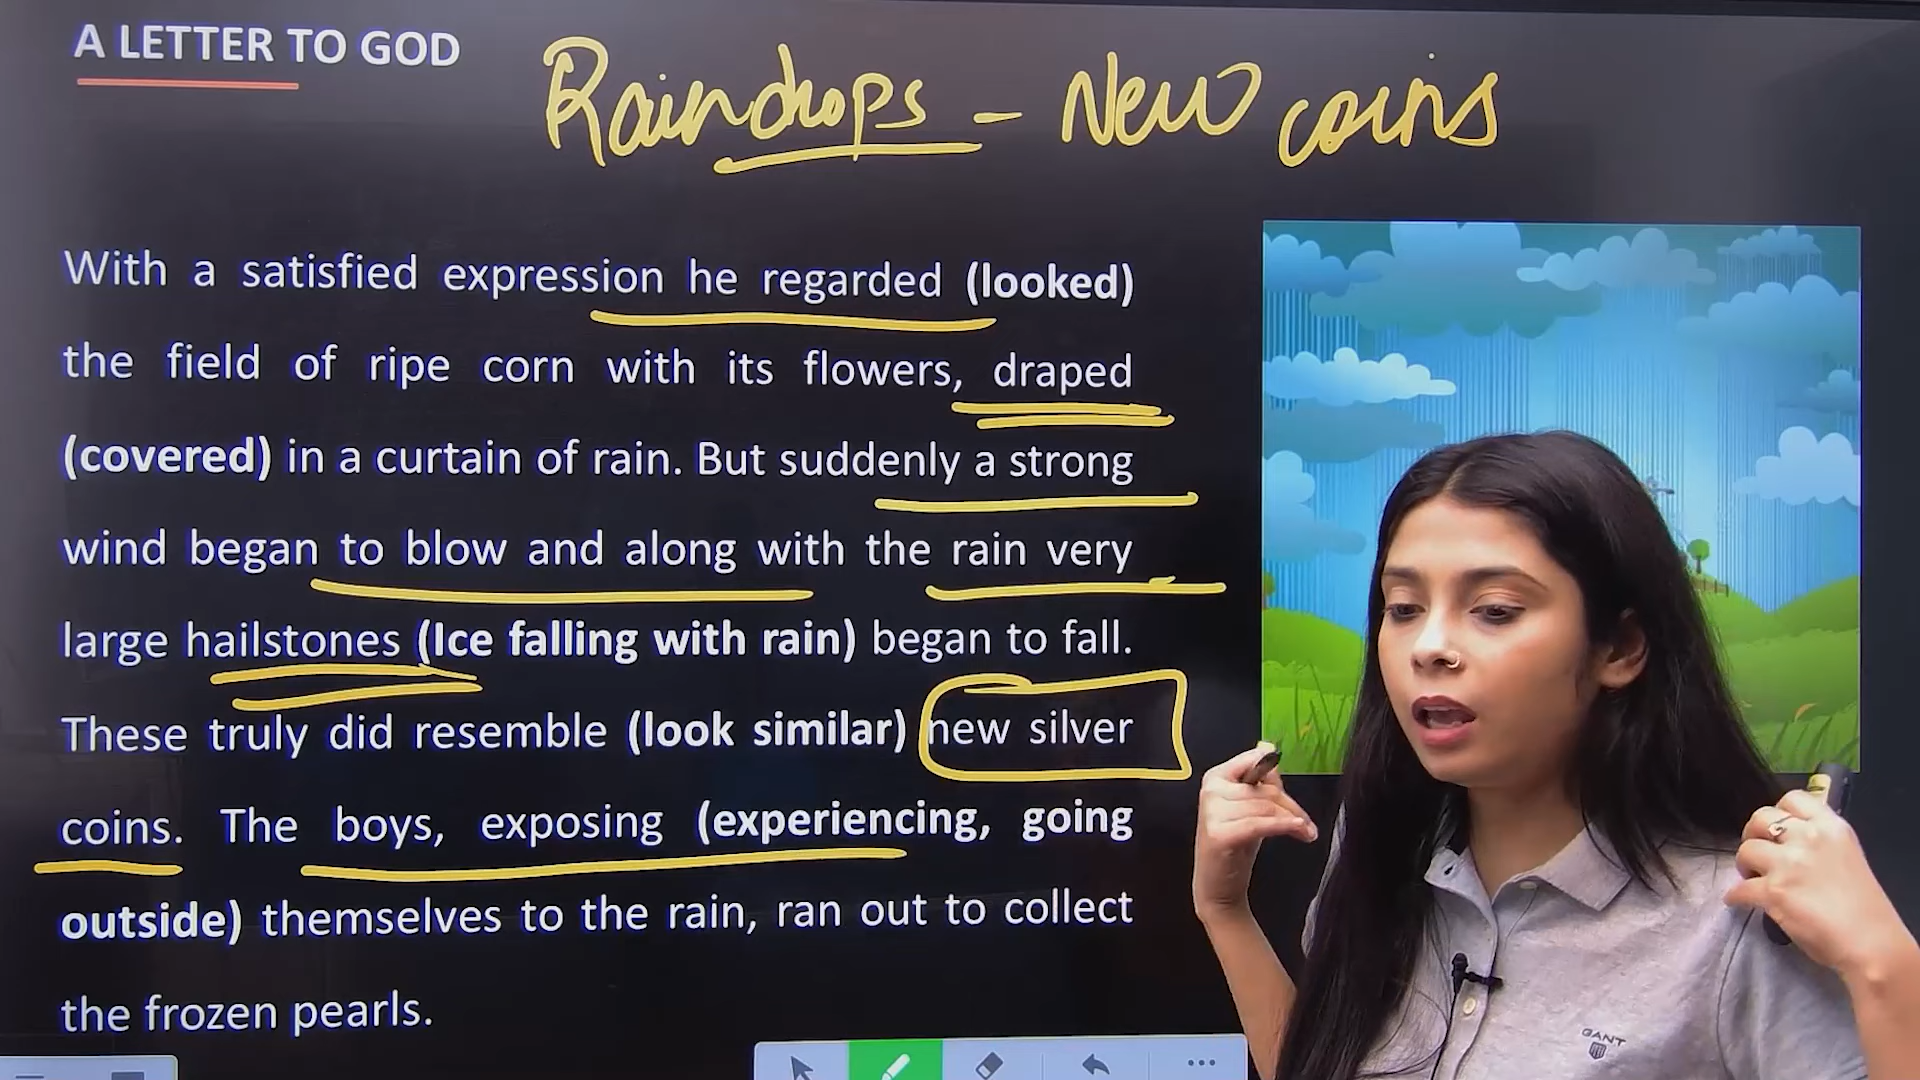 A LETTER TO GOD
Raindrops - New coins
With a satisfied expression he regarded (looked)
the field of ripe corn with its flowers, draped
(covered) in a curtain of rain. But suddenly a strong
wind began to blow and along with the rain very
large hailstones (Ice falling with rain) began to fall.
These truly did resemble (look similar) new silver
coins. The boys, exposing (experiencing, going
outside) themselves to the rain, ran out to collect
the frozen pearls.
GANT